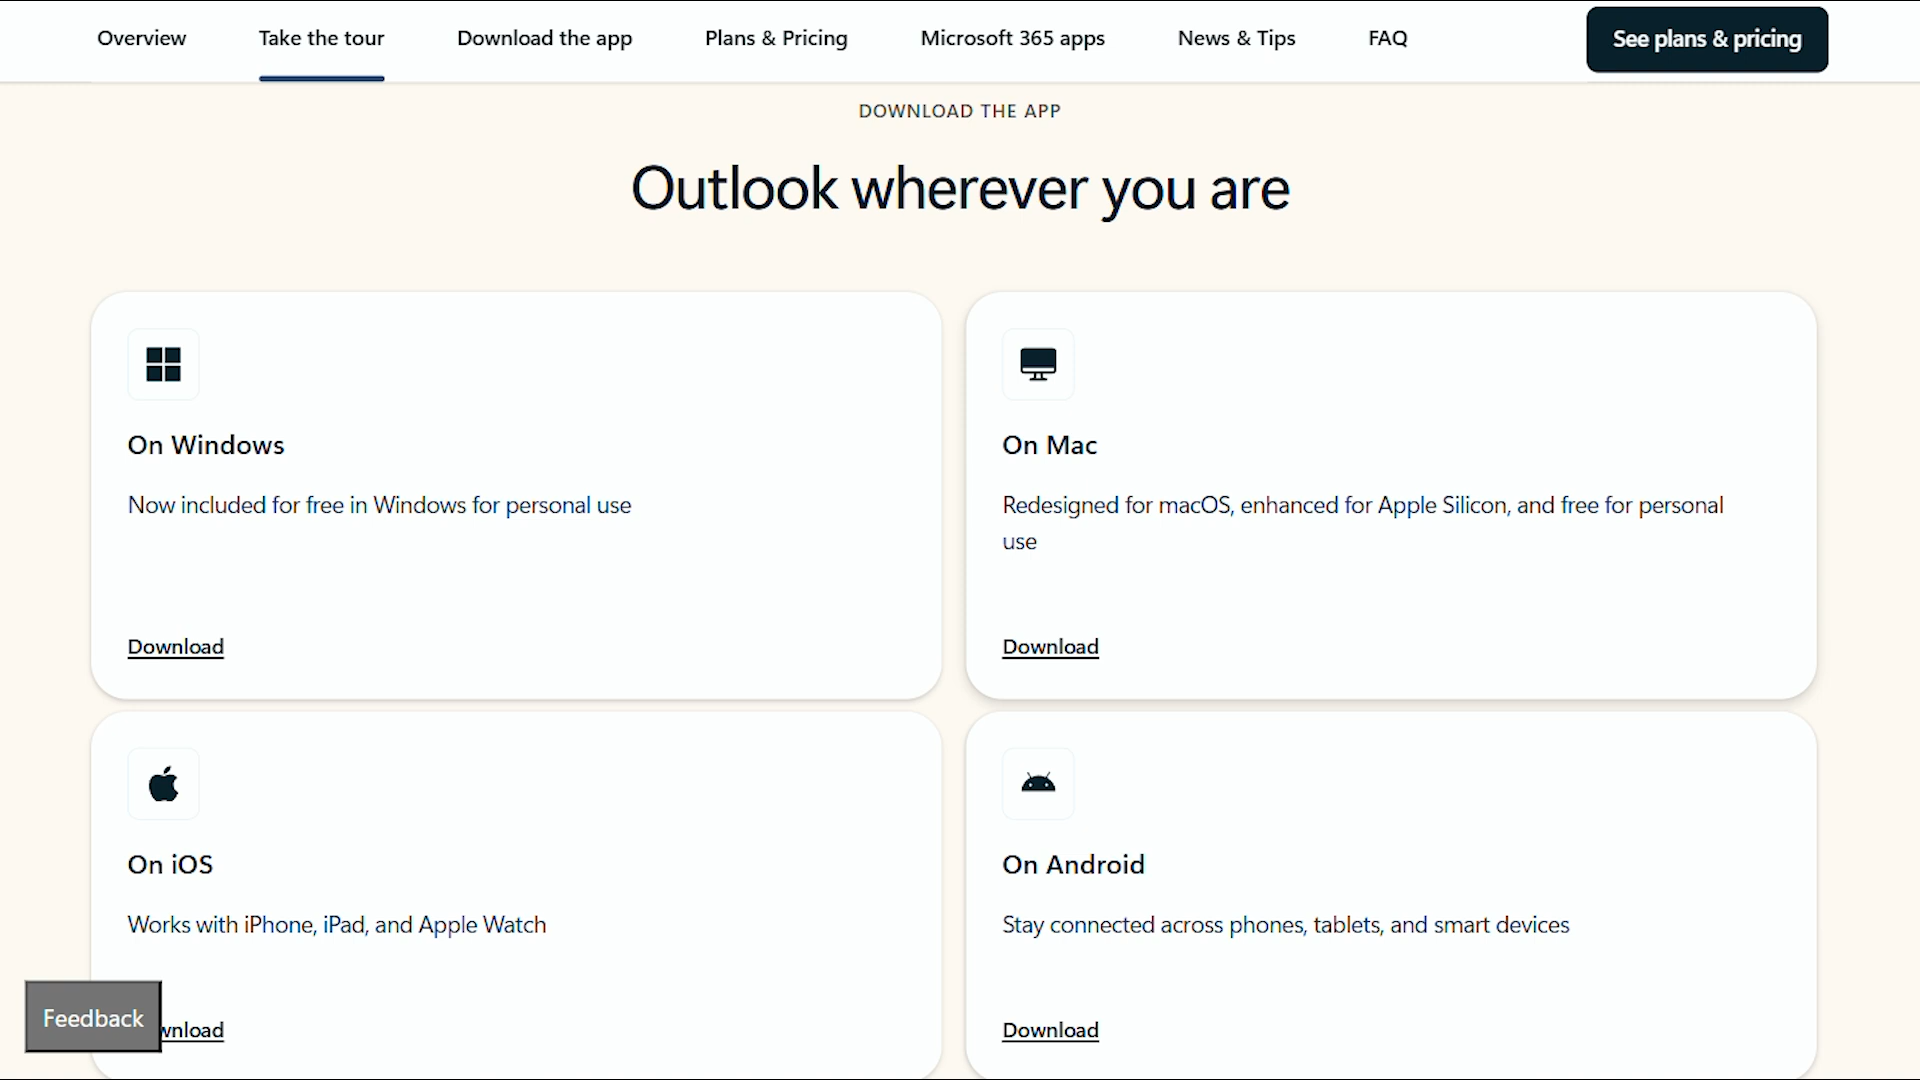 Overview Take the tour Download the app Plans & Pricing Microsoft 365 apps News & Tips FAQ See plans & pricing
DOWNLOAD THE APP
Outlook wherever you are
On Windows
Now included for free in Windows for personal use
Download
On Mac
Redesigned for macOS, enhanced for Apple Silicon, and free for personal
use
Download
On iOS
Works with iPhone, iPad, and Apple Watch
On Android
Stay connected across phones, tablets, and smart devices
Download
Feedback